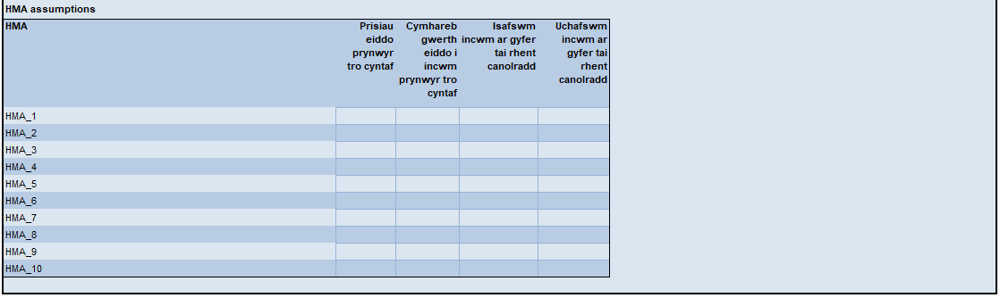 HMA assumptions
HMA
Prisiau
eiddo
prynwyr
tro cyntaf
Cymhareb
gwerth
eiddo i
incwm
prynwyr tro
cyntaf
Isafswm
incwm ar gyfer
tai rhent
canolradd
Uchafswm
incwm ar
gyfer tai
rhent
canolradd
HMA_1
HMA_2
HMA_3
HMA_4
HMA_5
HMA_6
HMA_7
HMA_8
HMA_9
HMA_10